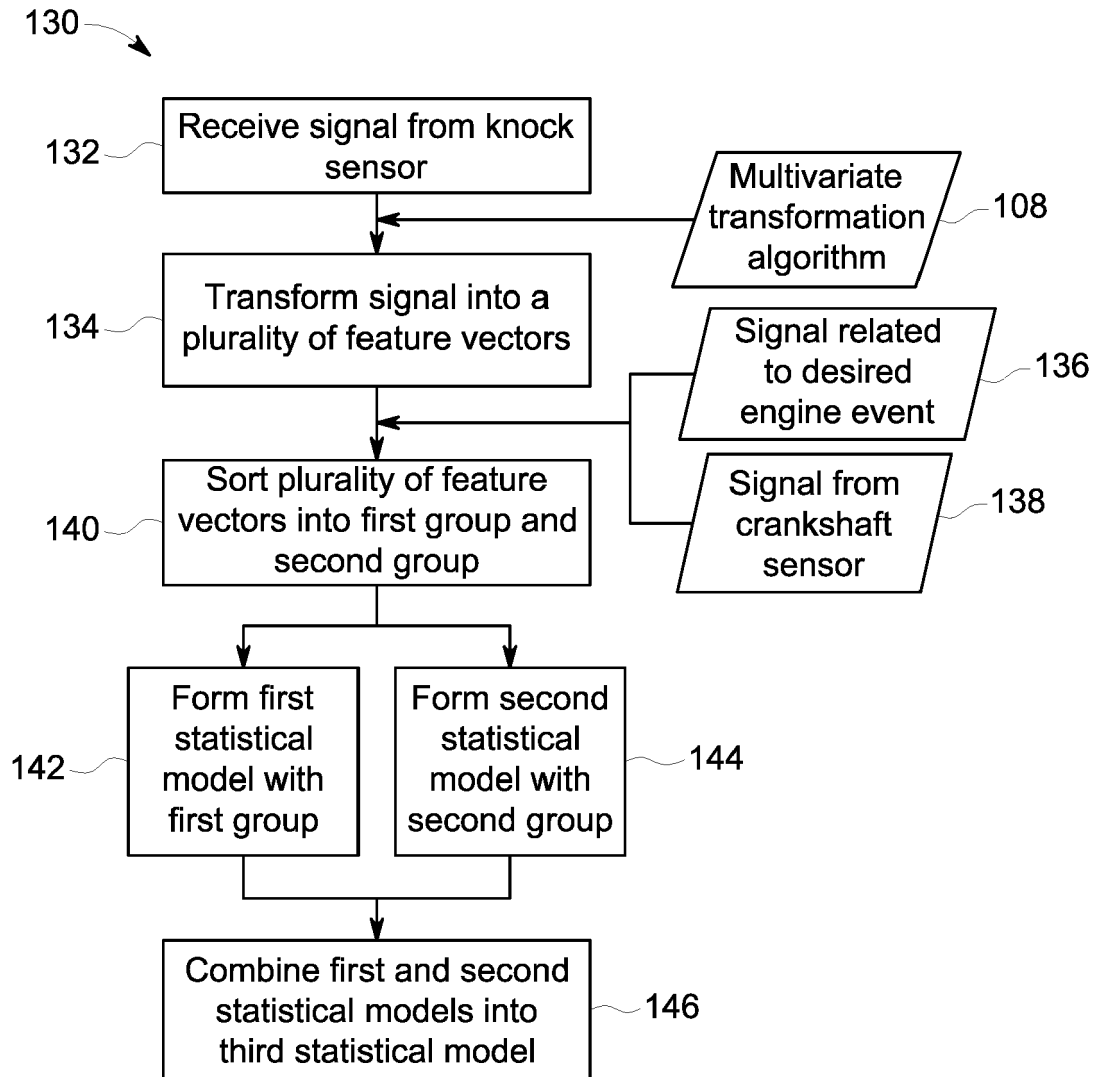 130
Receive signal from knock
sensor
132
Multivariate
transformation
algorithm
108
Transform signal into a
plurality of feature vectors
134
Signal related
to desired
engine event
136
Sort plurality of feature
vectors into first group and
second group
140
Signal from
crankshaft
sensor
138
Form first
statistical
model with
first group
142
Form second
statistical
model with
second group
144
Combine first and second
statistical models into
third statistical model
146